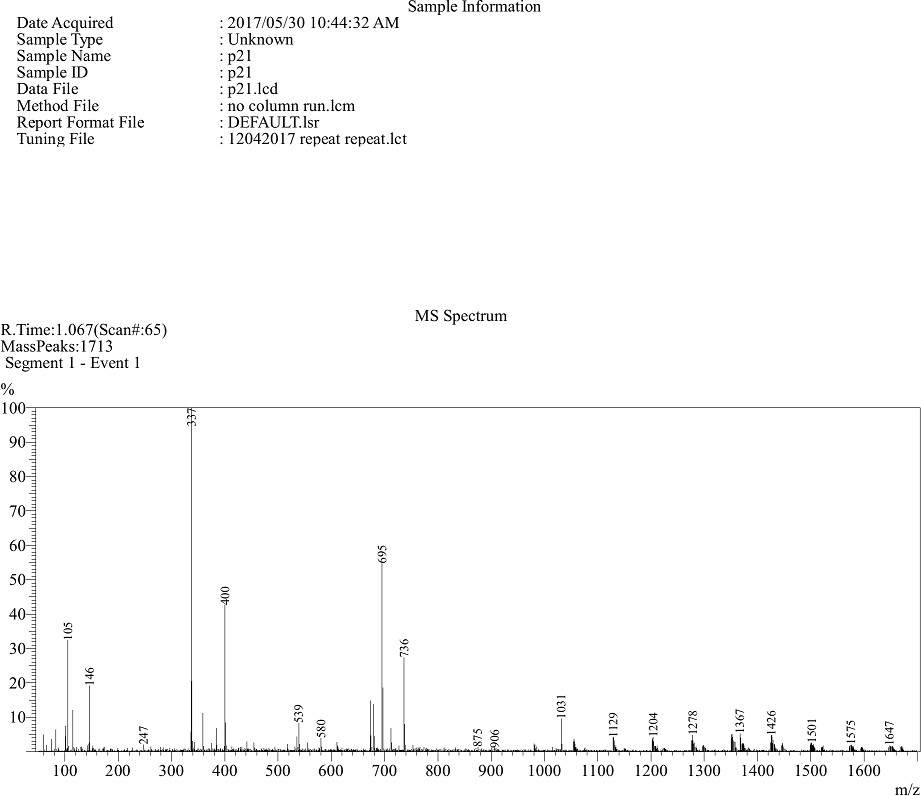 Sample Information
Date Acquired : 2017/05/30 10:44:32 AM
Sample Type : Unknown
Sample Name : p21
Sample ID : p21
Data File : p21.lcd
Method File : no column run.lcm
Report Format File : DEFAULT.lsr
Tuning File : 12042017 repeat repeat.lct
MS Spectrum
R.Time:1.067(Scan#:65)
MassPeaks:1713
Segment 1 - Event 1
%
100
90
80
70
60
50
40
30
20
10
105
146
247
337
400
539
580
695
736
875
906
1031
1129
1204
1278
1367
1426
1501
1575
1647
100 200 300 400 500 600 700 800 900 1000 1100 1200 1300 1400 1500 1600
m/z